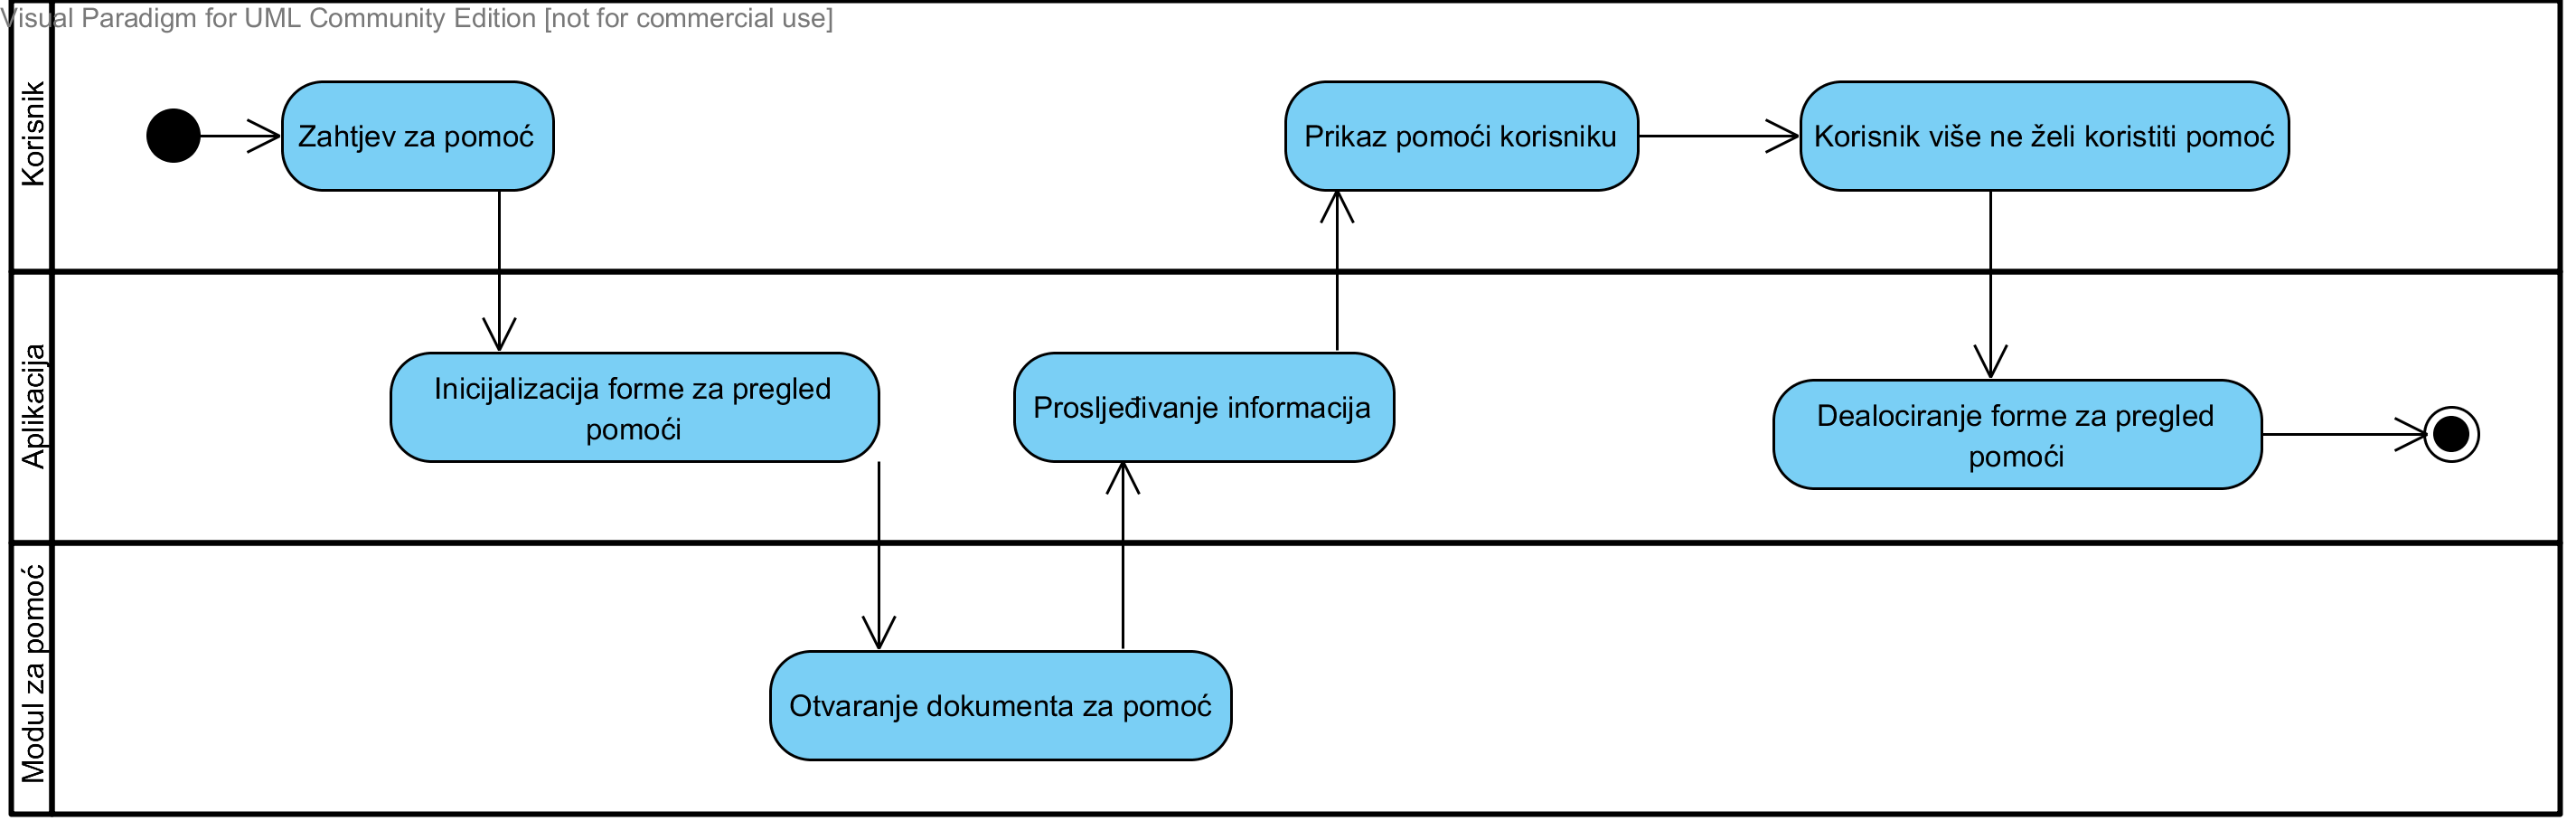 Visual Paradigm for UML Community Edition [not for commercial use]
Korisnik
Zahtjev za pomoć
Prikaz pomoći korisniku
Korisnik više ne želi koristiti pomoć
Aplikacija
Inicijalizacija forme za pregled
pomoći
Prosljeđivanje informacija
Dealociranje forme za pregled
pomoći
Modul za pomoć
Otvaranje dokumenta za pomoć